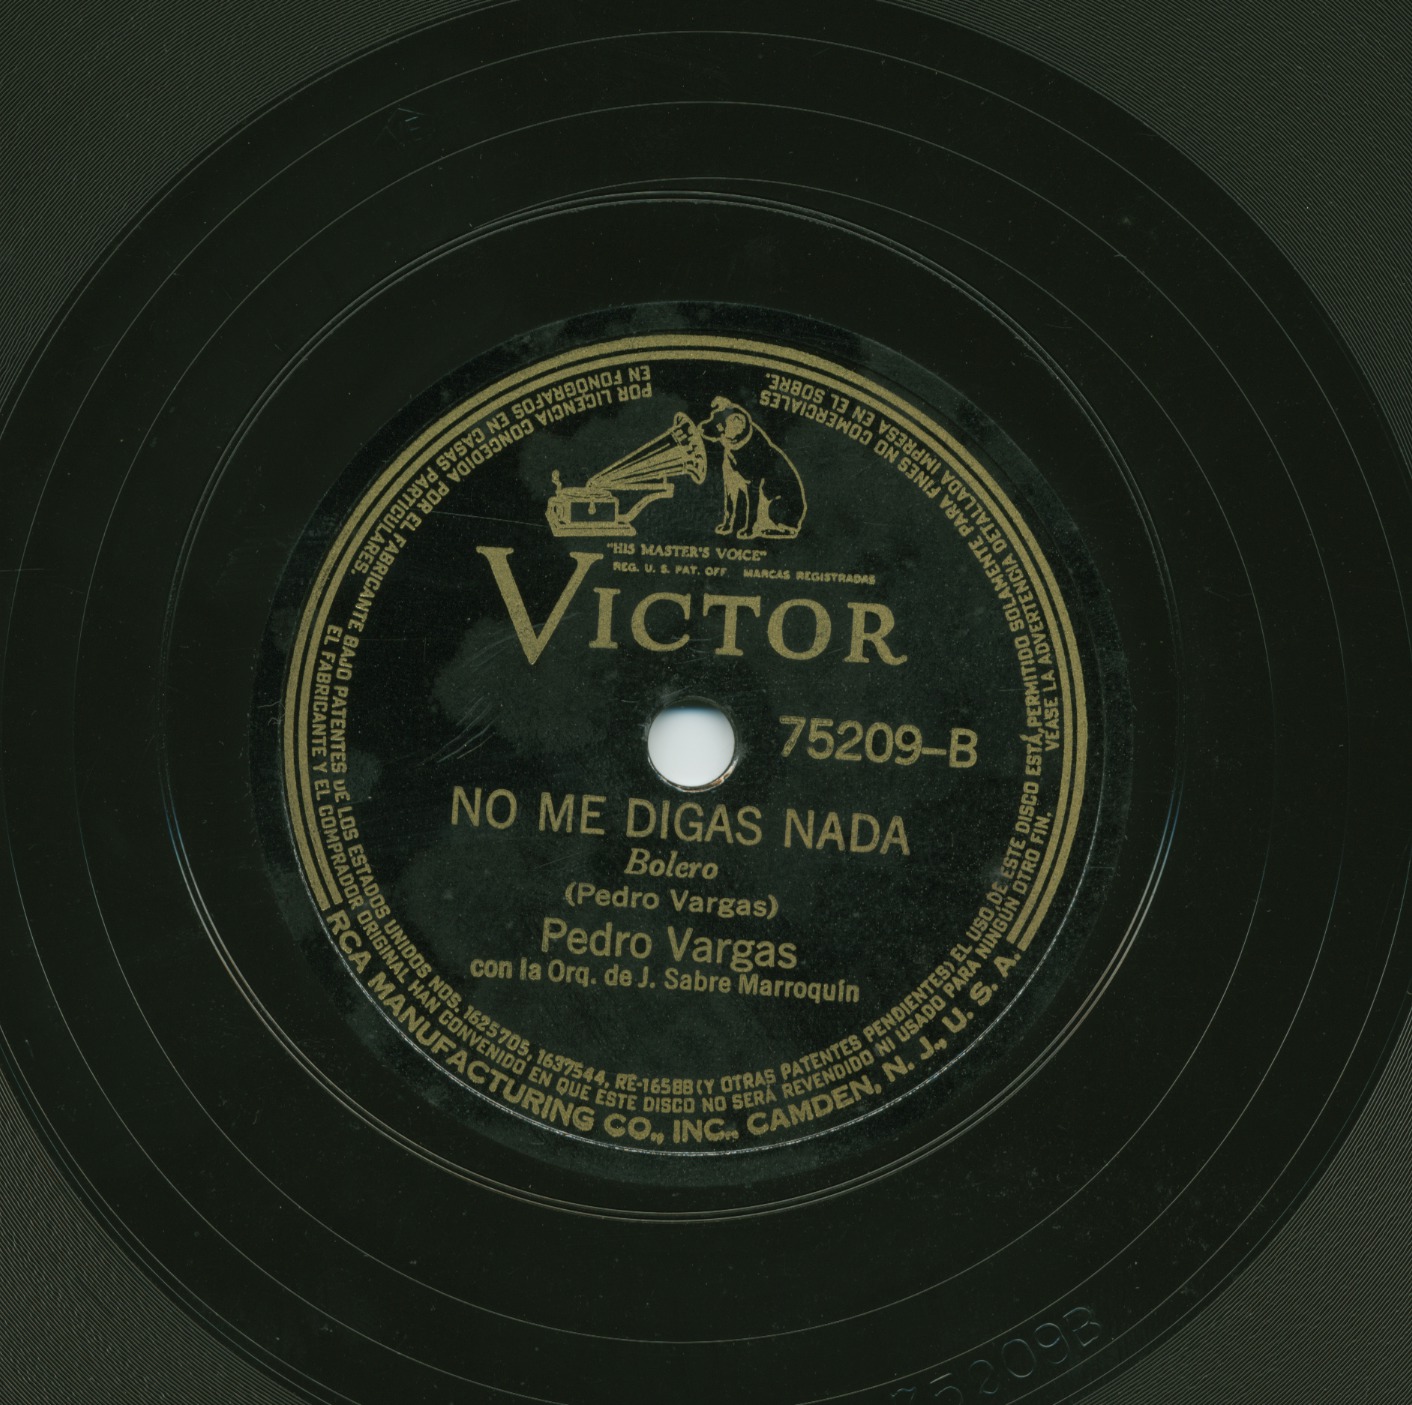 "HIS MASTER'S VOICE"
REG. U. S. PAT. OFF. MARCAS REGISTRADAS
VICTOR
75209-B
NO ME DIGAS NADA
Bolero
(Pedro Vargas)
Pedro Vargas
con la Orq. de J. Sabre Marroquín
POR LICENCIA CONCEDIDA POR EL FABRICANTE BAJO PATENTES DE LOS ESTADOS UNIDOS NOS. 1625705, 1637544, RE-16588 (Y OTRAS PATENTES PENDIENTES) EL USO DE ESTE DISCO ESTÁ PERMITIDO SOLAMENTE PARA FINES NO COMERCIALES
EN FONOGRAFOS EN CASAS PARTICULARES. EL FABRICANTE Y EL COMPRADOR ORIGINAL HAN CONVENIDO EN QUE ESTE DISCO NO SERÁ REVENDIDO NI USADO PARA NINGÚN OTRO FIN. VÉASE LA ADVERTENCIA DETALLADA IMPRESA EN EL SOBRE.
RCA MANUFACTURING CO., INC., CAMDEN, N. J., U. S. A.
75209B